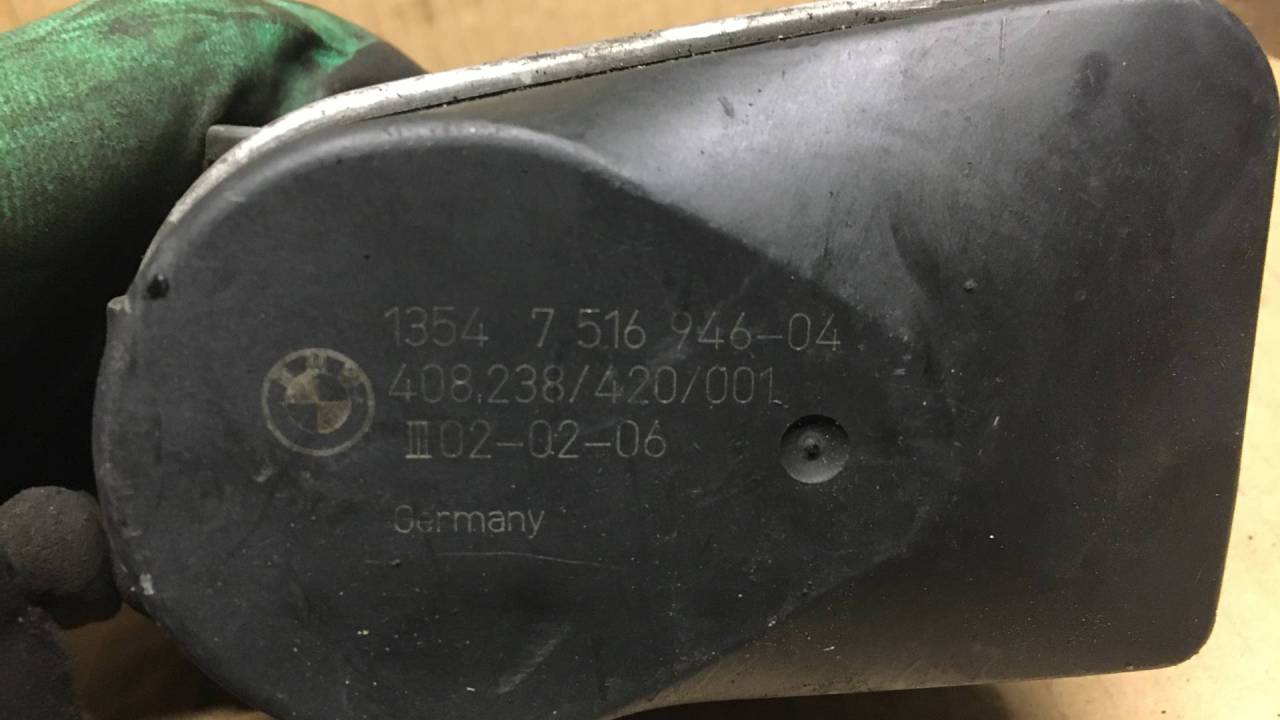 1354 7 516 946-04
408.238/420/001
III02-02-06
Germany